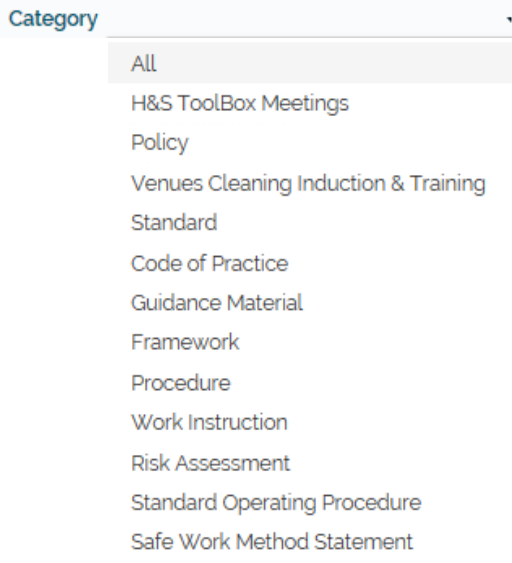 Category
All
H&S ToolBox Meetings
Policy
Venues Cleaning Induction & Training
Standard
Code of Practice
Guidance Material
Framework
Procedure
Work Instruction
Risk Assessment
Standard Operating Procedure
Safe Work Method Statement